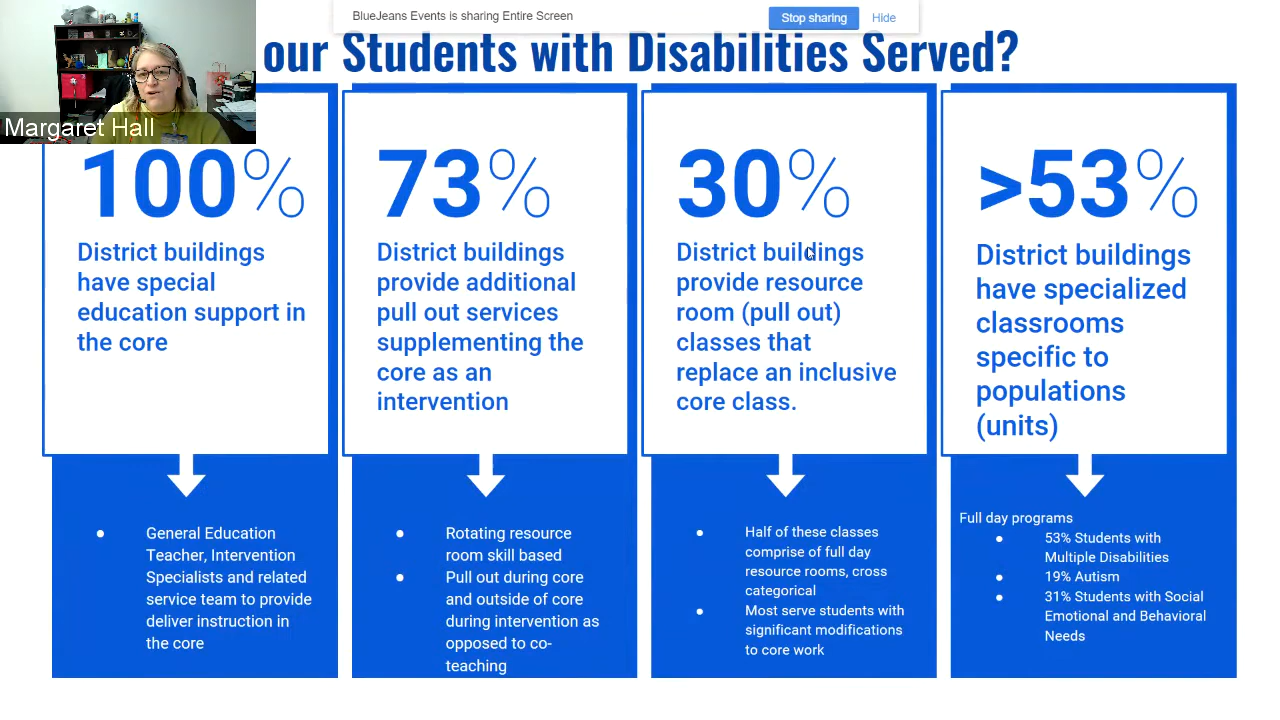 BlueJeans Events is sharing Entire Screen
Stop sharing
Hide
our Students with Disabilities Served?
Margaret Hall
100%
District buildings
have special
education support in
the core
General Education
Teacher, Intervention
Specialists and related
service team to provide
deliver instruction in
the core
73%
District buildings
provide additional
pull out services
supplementing the
core as an
intervention
Rotating resource
room skill based
Pull out during core
and outside of core
during intervention as
opposed to co-
teaching
30%
District buildings
provide resource
room (pull out)
classes that
replace an inclusive
core class.
Half of these classes
comprise of full day
resource rooms, cross
categorical
Most serve students with
significant modifications
to core work
>53%
District buildings
have specialized
classrooms
specific to
populations
(units)
Full day programs
53% Students with
Multiple Disabilities
19% Autism
31% Students with Social
Emotional and Behavioral
Needs